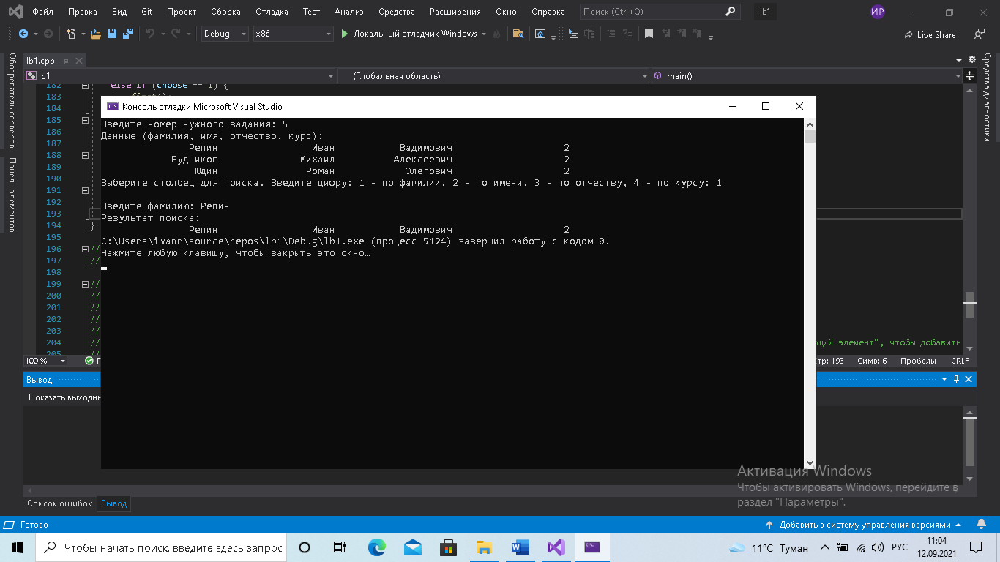 Файл Правка Вид Git Проект Сборка Отладка Тест Анализ Средства Расширения Окно Справка Поиск (Ctrl+Q) lb1 ИР
Debug x86 Локальный отладчик Windows Live Share
lb1.cpp
lb1 (Глобальная область) main()
Обозреватель серверов
Панель элементов
Средства диагностики
182 else if (choose == 1) {
183
184
185
186
187
188
189
190
191
192
193
194 }
195
196 //
197 //
198
199 //
200 //
201 //
202 //
203 //
204 // щий элемент", чтобы добавить
205 //
Консоль отладки Microsoft Visual Studio
Введите номер нужного задания: 5
Данные (фамилия, имя, отчество, курс):
Репин Иван Вадимович 2
Будников Михаил Алексеевич 2
Юдин Роман Олегович 2
Выберите столбец для поиска. Введите цифру: 1 - по фамилии, 2 - по имени, 3 - по отчеству, 4 - по курсу: 1
Введите фамилию: Репин
Результат поиска:
Репин Иван Вадимович 2
C:\Users\ivanr\source\repos\lb1\Debug\lb1.exe (процесс 5124) завершил работу с кодом 0.
Нажмите любую клавишу, чтобы закрыть это окно…
100 % тр: 193 Симв: 6 Пробелы CRLF
Вывод
Показать выходны
Активация Windows
Чтобы активировать Windows, перейдите в
раздел "Параметры".
Список ошибок Вывод
Готово Добавить в систему управления версиями
Чтобы начать поиск, введите здесь запрос
11°C Туман РУС
11:04
12.09.2021